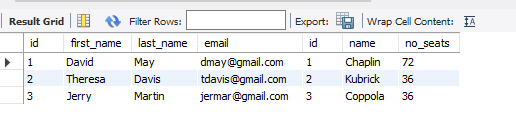 Result Grid Filter Rows: Export: Wrap Cell Content:
id first_name last_name email id name no_seats
1 David May dmay@gmail.com 1 Chaplin 72
2 Theresa Davis tdavis@gmail.com 2 Kubrick 36
3 Jerry Martin jermar@gmail.com 3 Coppola 36